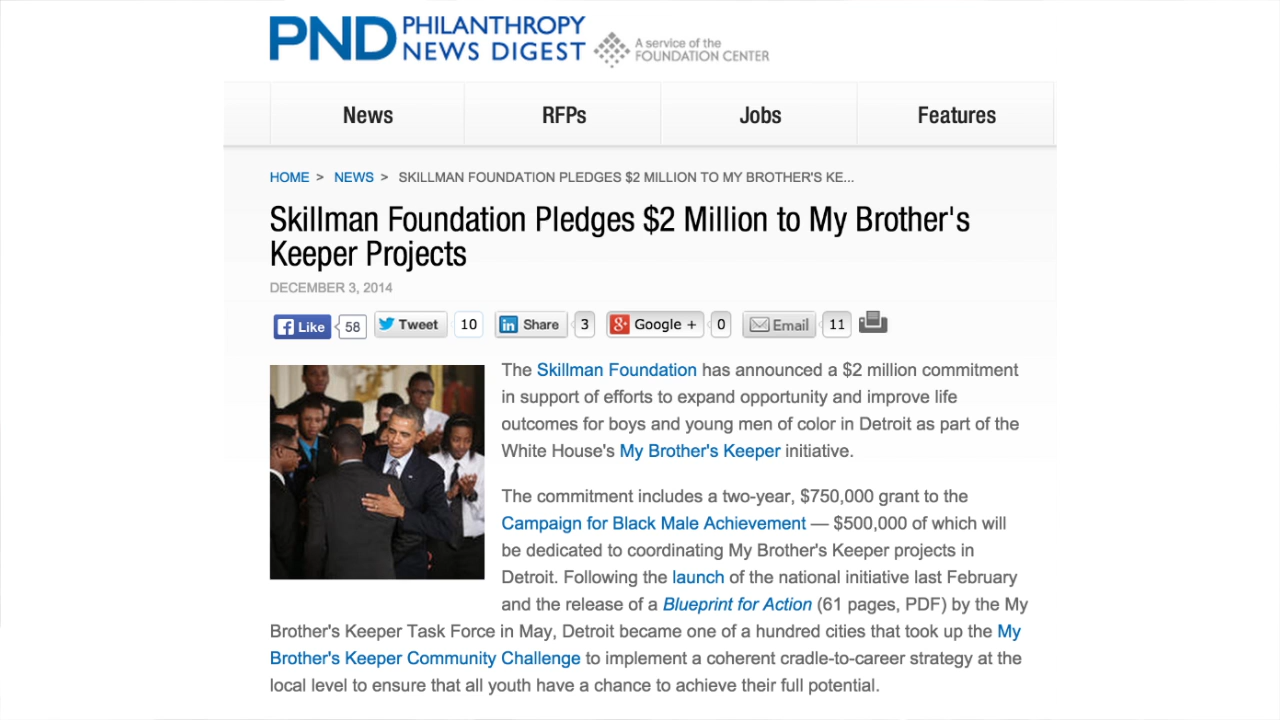 PND PHILANTHROPY
NEWS DIGEST
A service of the
FOUNDATION CENTER
News RFPs Jobs Features
HOME > NEWS > SKILLMAN FOUNDATION PLEDGES $2 MILLION TO MY BROTHER'S KE...
Skillman Foundation Pledges $2 Million to My Brother's
Keeper Projects
DECEMBER 3, 2014
Like 58 Tweet 10 Share 3 Google + 0 Email 11
The Skillman Foundation has announced a $2 million commitment
in support of efforts to expand opportunity and improve life
outcomes for boys and young men of color in Detroit as part of the
White House's My Brother's Keeper initiative.
The commitment includes a two-year, $750,000 grant to the
Campaign for Black Male Achievement — $500,000 of which will
be dedicated to coordinating My Brother's Keeper projects in
Detroit. Following the launch of the national initiative last February
and the release of a Blueprint for Action (61 pages, PDF) by the My
Brother's Keeper Task Force in May, Detroit became one of a hundred cities that took up the My
Brother's Keeper Community Challenge to implement a coherent cradle-to-career strategy at the
local level to ensure that all youth have a chance to achieve their full potential.